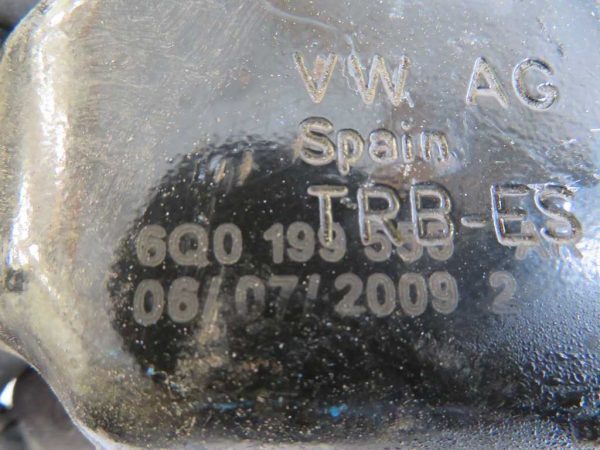 VW AG
Spain
TRB-ES
6Q0 199
06/07/2009 2